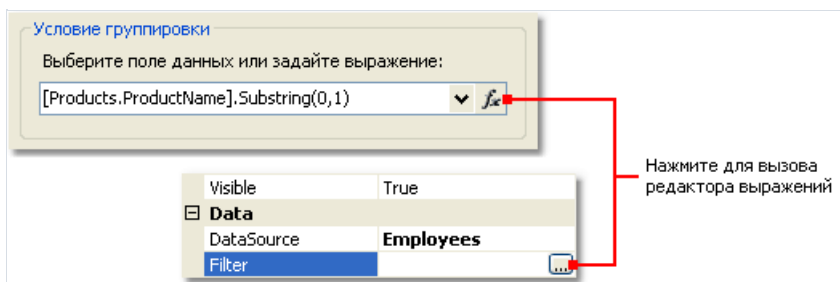 Условие группировки
Выберите поле данных или задайте выражение:
[Products.ProductName].Substring(0,1)
fx
Нажмите для вызова
редактора выражений
Visible True
Data
DataSource Employees
Filter ...